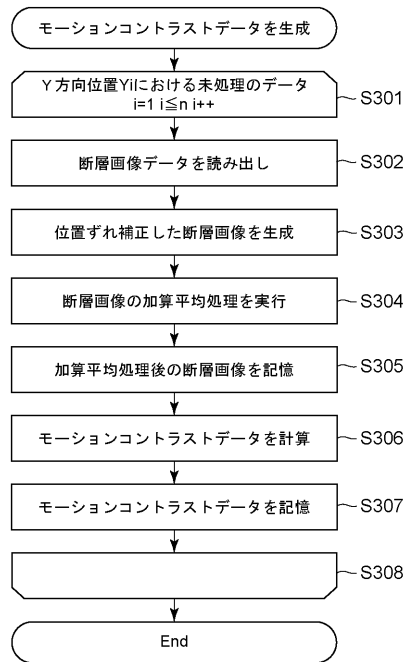 モーションコントラストデータを生成
Y方向位置Yiにおける未処理のデータ
i=1 i≦n i++
S301
断層画像データを読み出し
S302
位置ずれ補正した断層画像を生成
S303
断層画像の加算平均処理を実行
S304
加算平均処理後の断層画像を記憶
S305
モーションコントラストデータを計算
S306
モーションコントラストデータを記憶
S307
S308
End